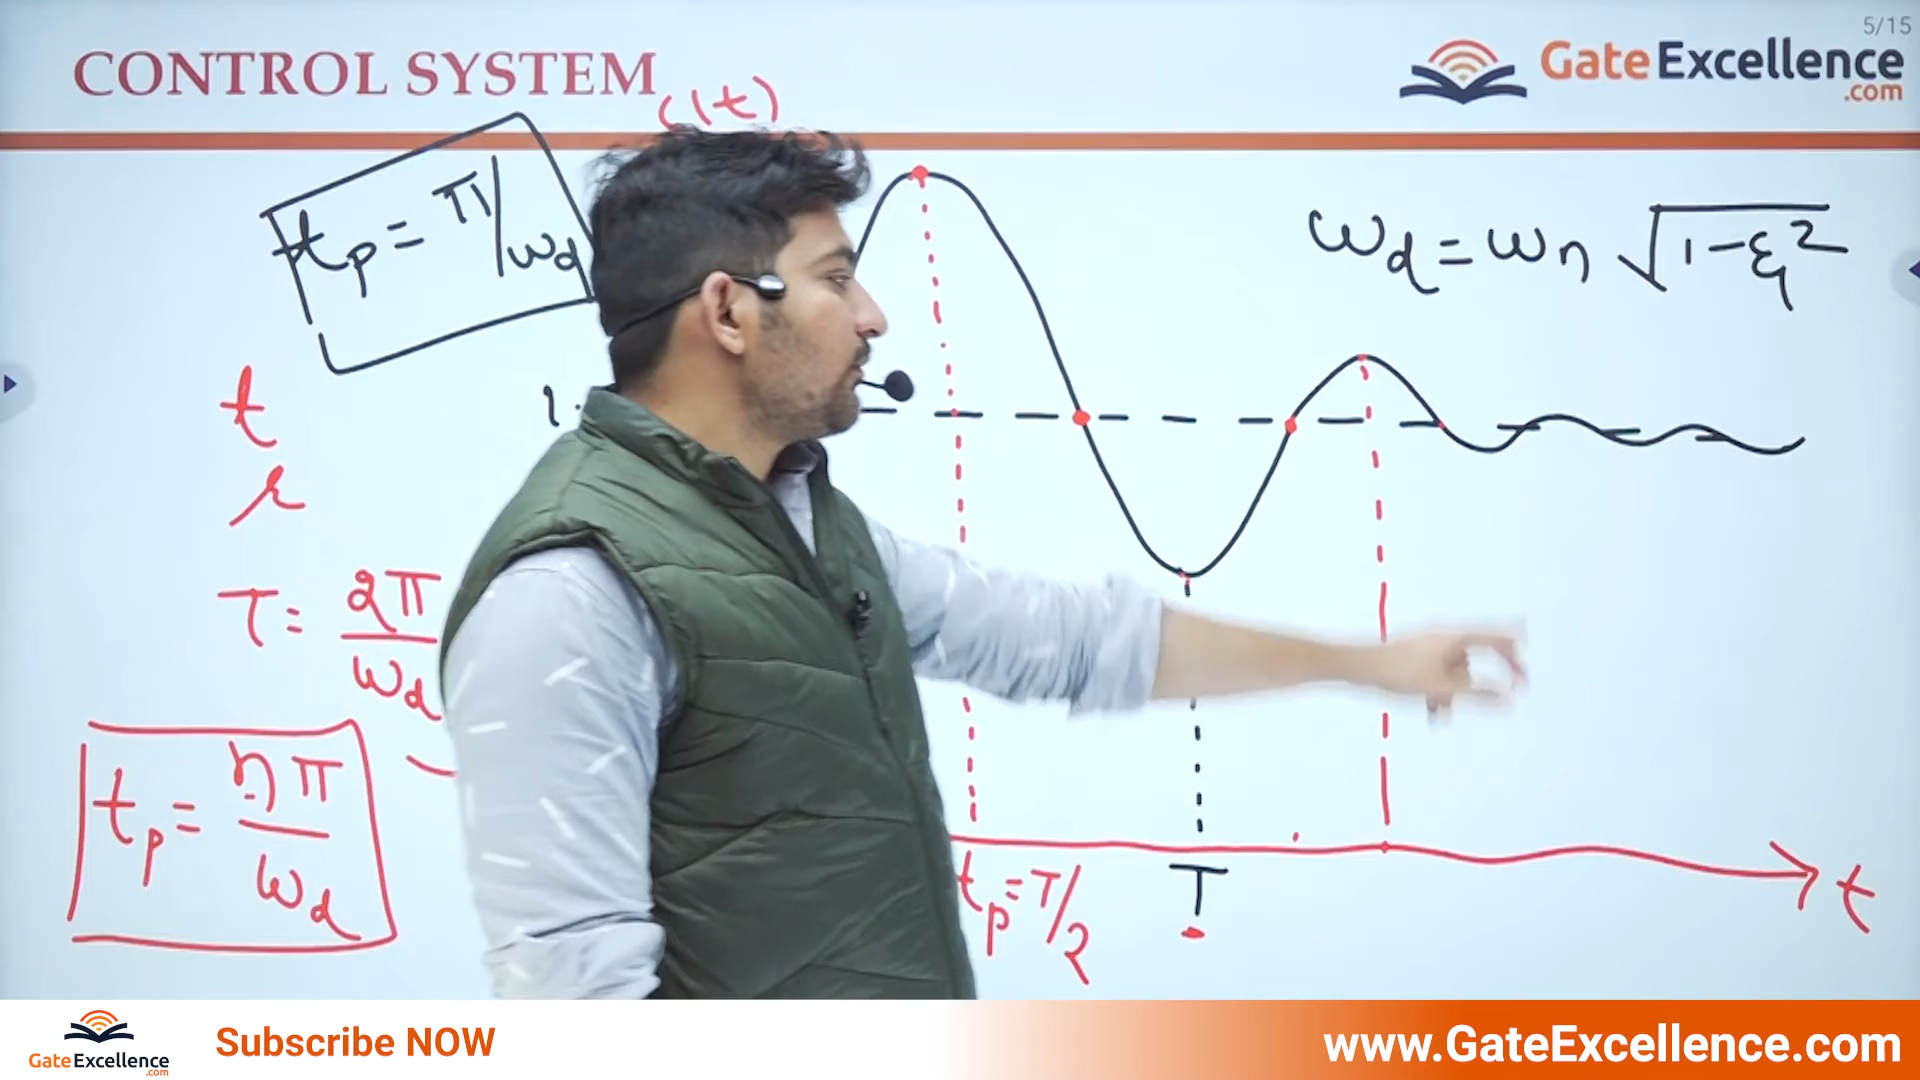 5/15
CONTROL SYSTEM
GateExcellence
.com
c(t)
tp = π/ωd
ωd = ωn √1-ξ²
1
t
r
T = 2π/ωd
tp = nπ/ωd
tp = T/2
T
t
GateExcellence
.com
Subscribe NOW
www.GateExcellence.com